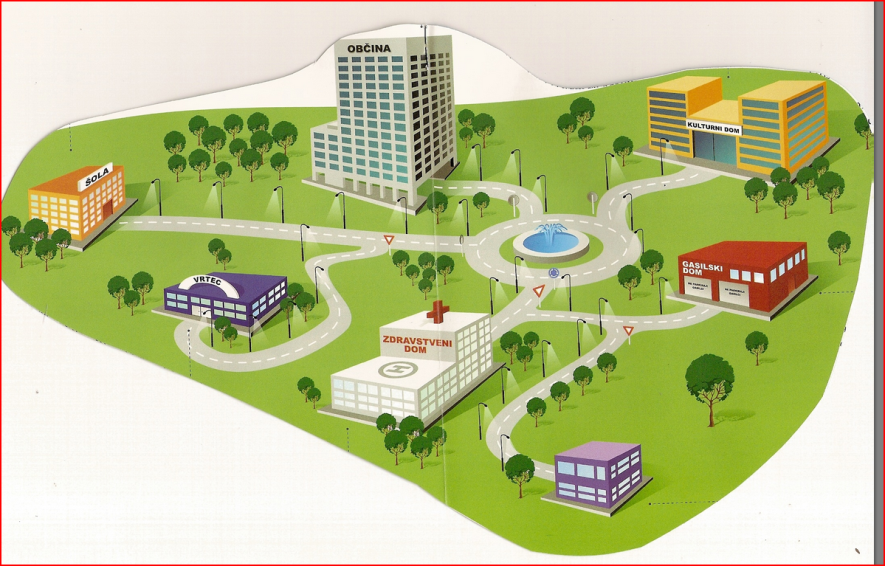 OBČINA
KULTURNI DOM
ŠOLA
GASILSKI
DOM
VRTEC
ZDRAVSTVENI
DOM
H